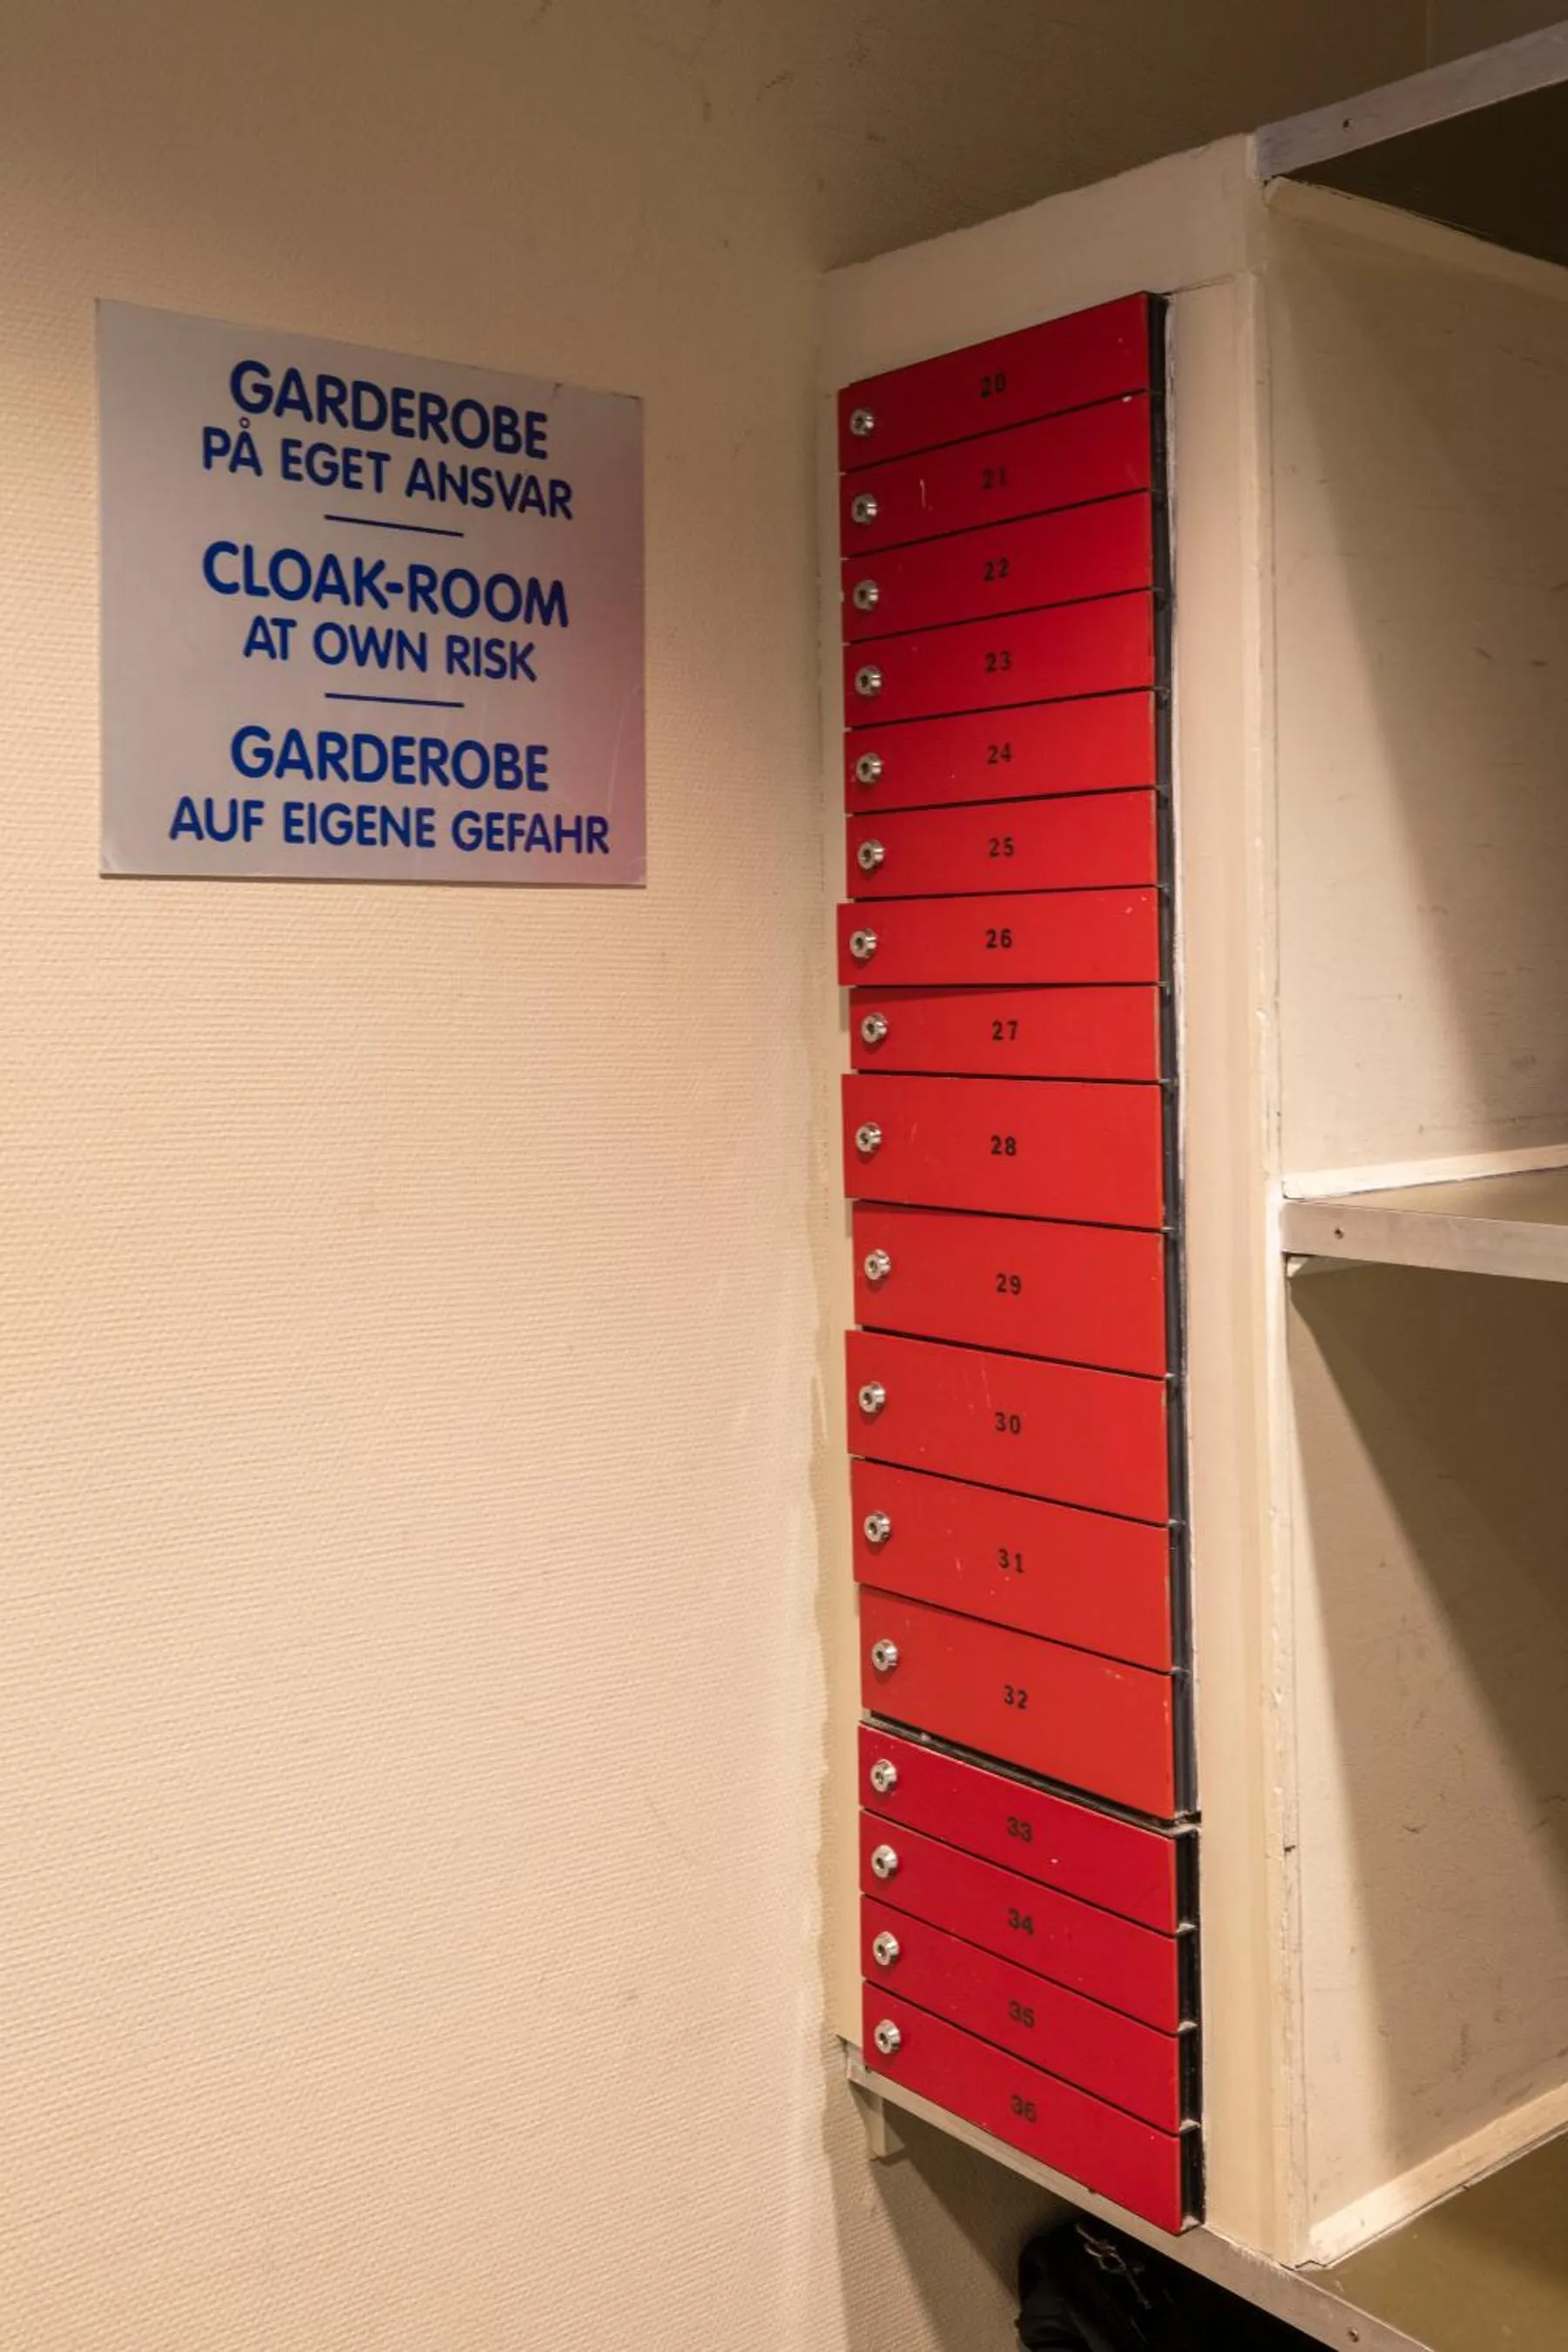 GARDEROBE
PÅ EGET ANSVAR
CLOAK-ROOM
AT OWN RISK
GARDEROBE
AUF EIGENE GEFAHR
20
21
22
23
24
25
26
27
28
29
30
31
32
33
34
35
36